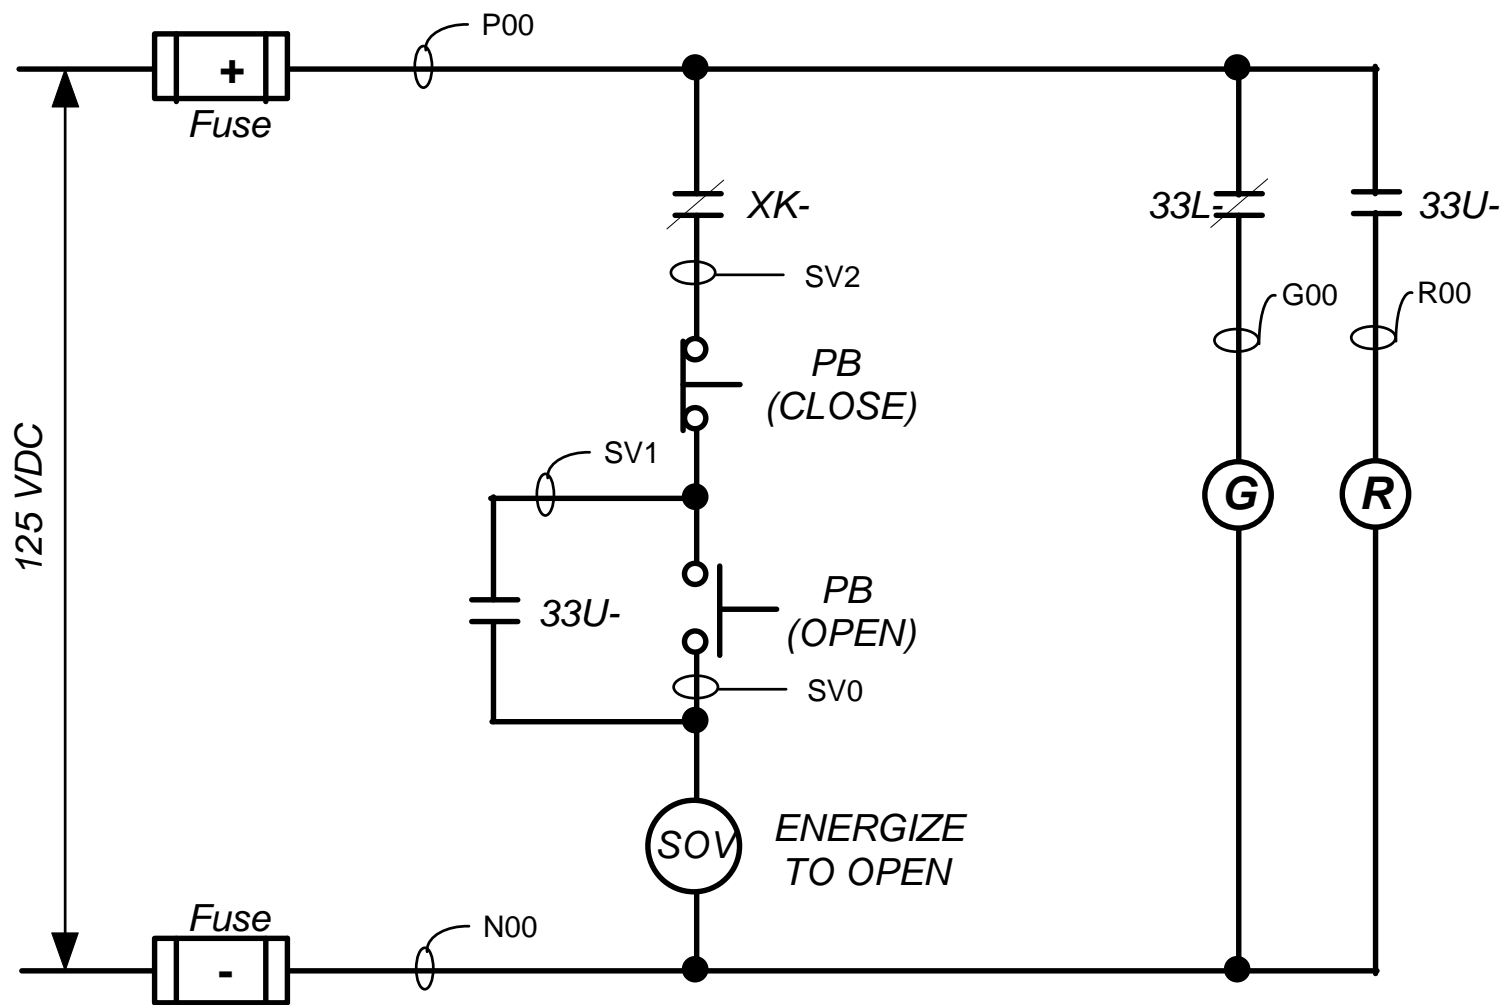 P00
+
Fuse
XK-
33L-
33U-
SV2
G00
R00
PB
(CLOSE)
SV1
125 VDC
G
R
33U-
PB
(OPEN)
SV0
SOV
ENERGIZE
TO OPEN
Fuse
N00
-